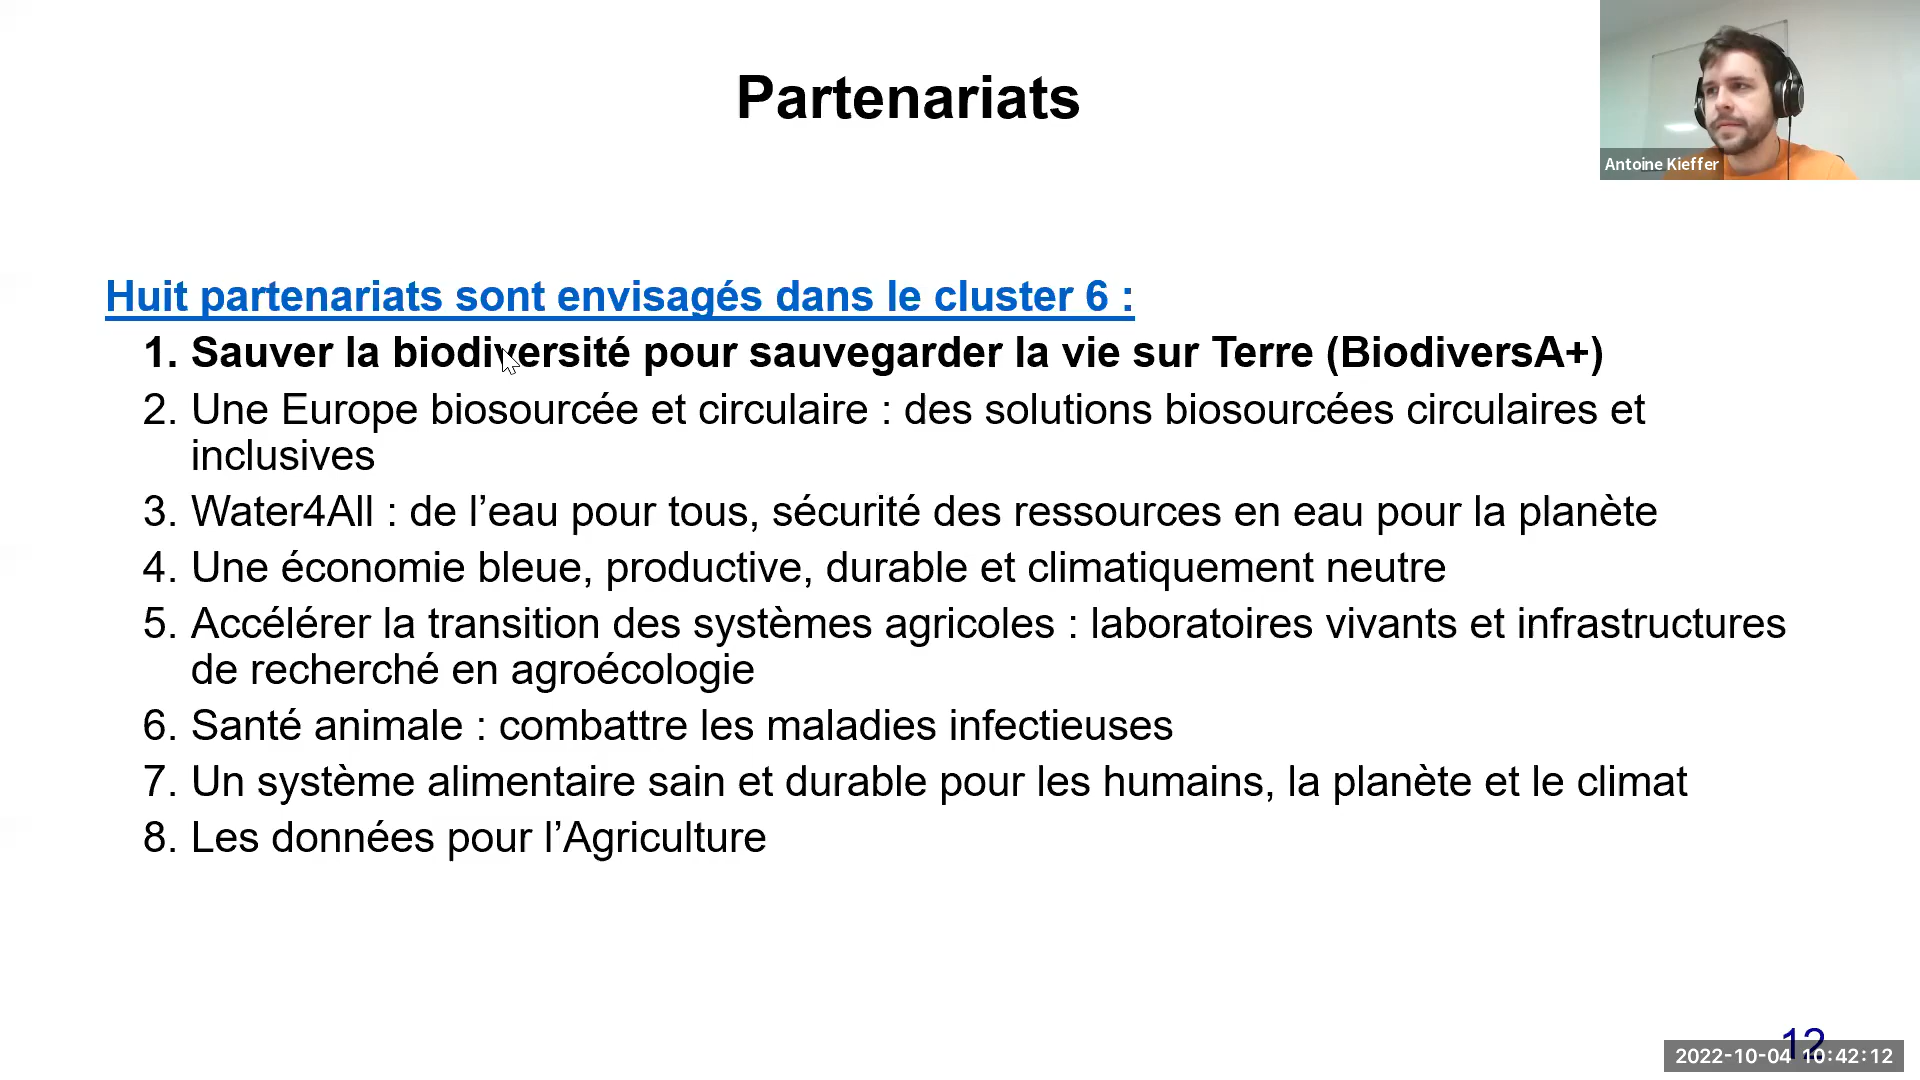 Partenariats
Antoine Kieffer
Huit partenariats sont envisagés dans le cluster 6 :
1. Sauver la biodiversité pour sauvegarder la vie sur Terre (BiodiversA+)
2. Une Europe biosourcée et circulaire : des solutions biosourcées circulaires et
inclusives
3. Water4All : de l’eau pour tous, sécurité des ressources en eau pour la planète
4. Une économie bleue, productive, durable et climatiquement neutre
5. Accélérer la transition des systèmes agricoles : laboratoires vivants et infrastructures
de recherché en agroécologie
6. Santé animale : combattre les maladies infectieuses
7. Un système alimentaire sain et durable pour les humains, la planète et le climat
8. Les données pour l’Agriculture
12
2022-10-04 10:42:12